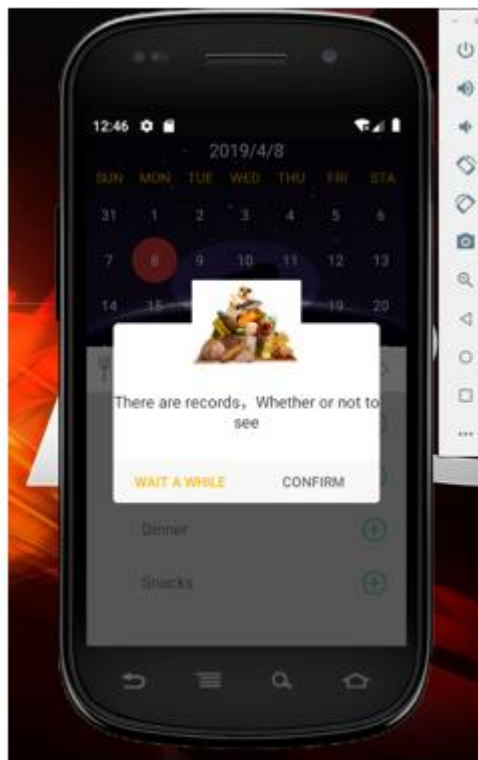 12:46
2019/4/8
SUN MON TUE WED THU FRI STA
31 1 2 3 4 5 6
7 8 9 10 11 12 13
14 15 19 20
There are records，Whether or not to
see
WAIT A WHILE CONFIRM
Dinner
Snacks